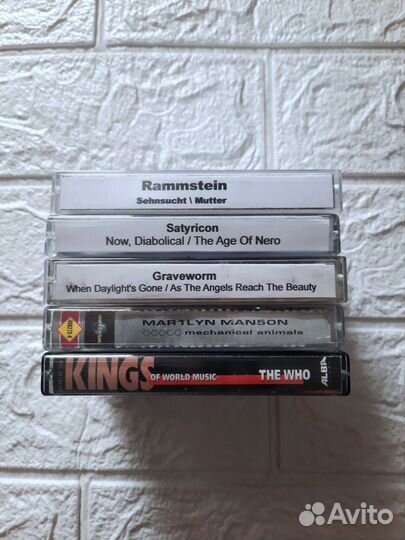 Rammstein
Sehnsucht \ Mutter
Satyricon
Now, Diabolical / The Age Of Nero
Graveworm
When Daylight's Gone / As The Angels Reach The Beauty
MAR1LYN MAN5ON
OOOOO mechanical animals
KINGS OF WORLD MUSIC THE WHO ALBA
Avito